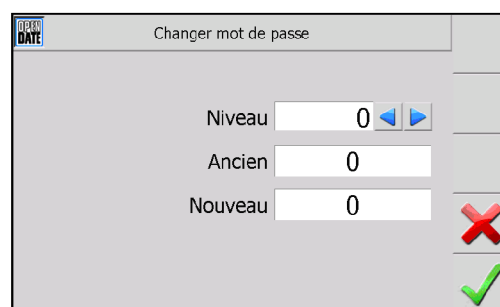 OPEN
DATE
Changer mot de passe
Niveau 0
Ancien 0
Nouveau 0